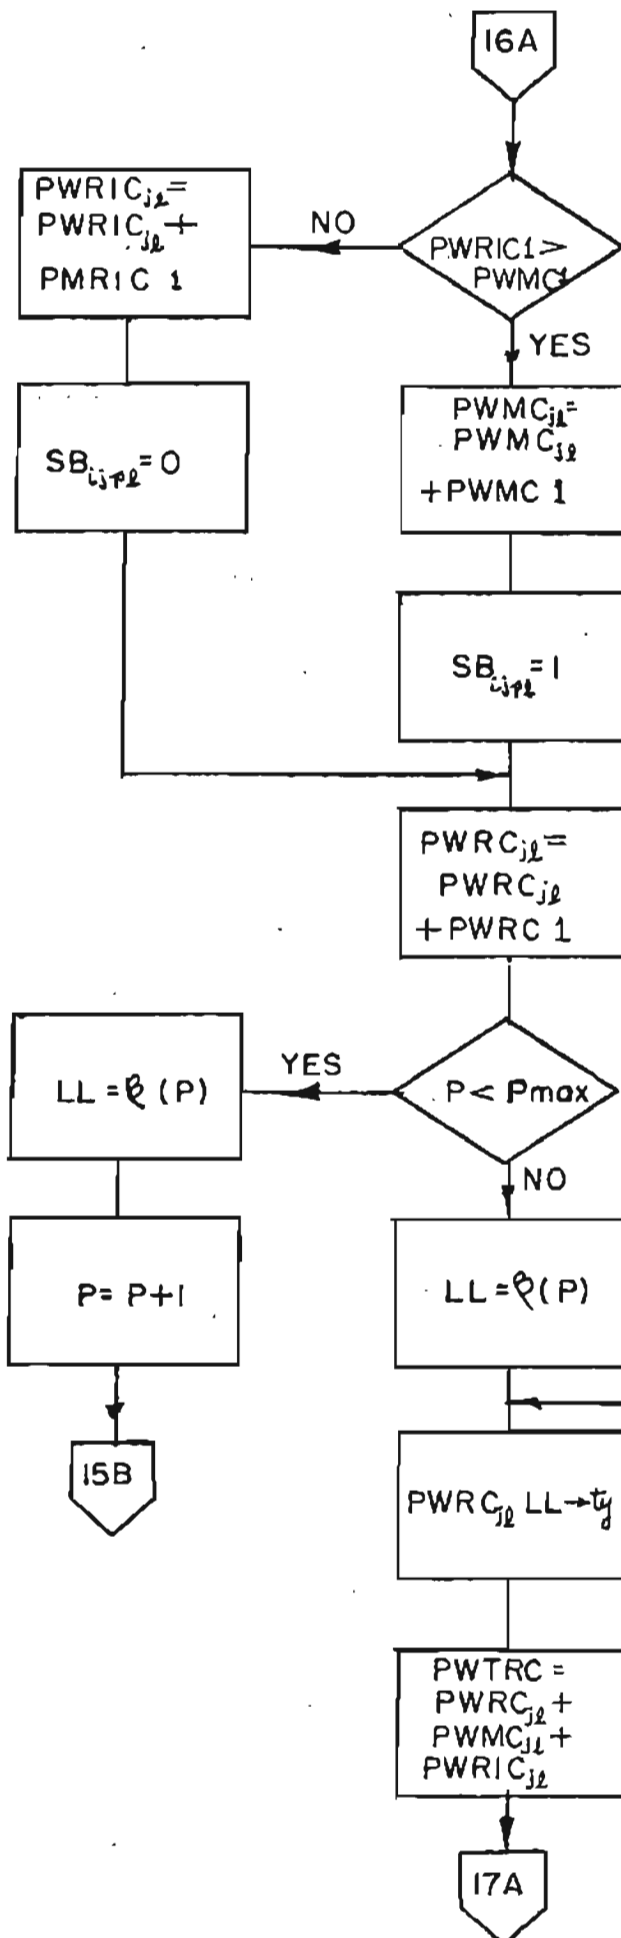 16A
PWRIC1 >
PWMC1
NO
YES
PWRICjℓ =
PWRICjℓ +
PMRIC 1
SBijpℓ = 0
PWMCjℓ =
PWMCjℓ
+ PWMC 1
SBijpℓ = 1
PWRCjℓ =
PWRCjℓ
+ PWRC 1
P < Pmax
YES
NO
LL = (P)
P = P+1
15B
LL = (P)
PWRCjℓ LL → ty
PWTRC =
PWRCjℓ +
PWMCjℓ +
PWRICjℓ
17A